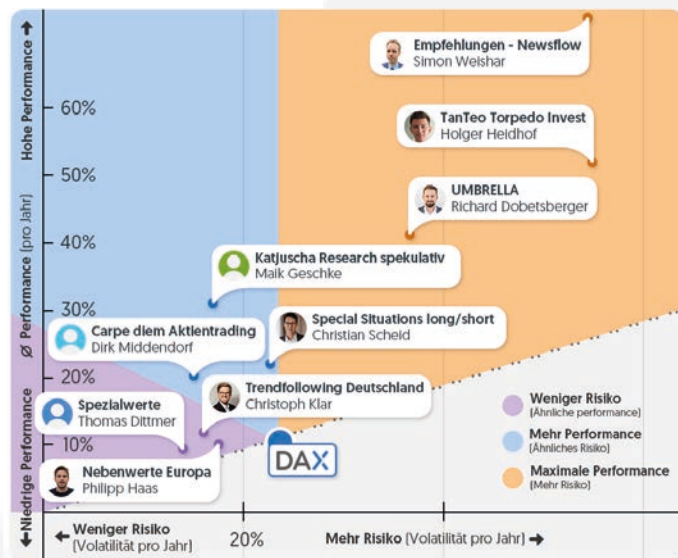 Hohe Performance
Ø Performance (pro Jahr)
Niedrige Performance
60%
50%
40%
30%
20%
10%
Empfehlungen - Newsflow
Simon Weishar
TanTeo Torpedo Invest
Holger Heidhof
UMBRELLA
Richard Dobetsberger
Katjuscha Research spekulativ
Maik Geschke
Carpe diem Aktientrading
Dirk Middendorf
Special Situations long/short
Christian Scheid
Trendfollowing Deutschland
Christoph Klar
Spezialwerte
Thomas Dittmer
Nebenwerte Europa
Philipp Haas
DAX
Weniger Risiko
(Ähnliche performance)
Mehr Performance
(Ähnliches Risiko)
Maximale Performance
(Mehr Risiko)
Weniger Risiko
(Volatilität pro Jahr)
20%
Mehr Risiko (Volatilität pro Jahr)